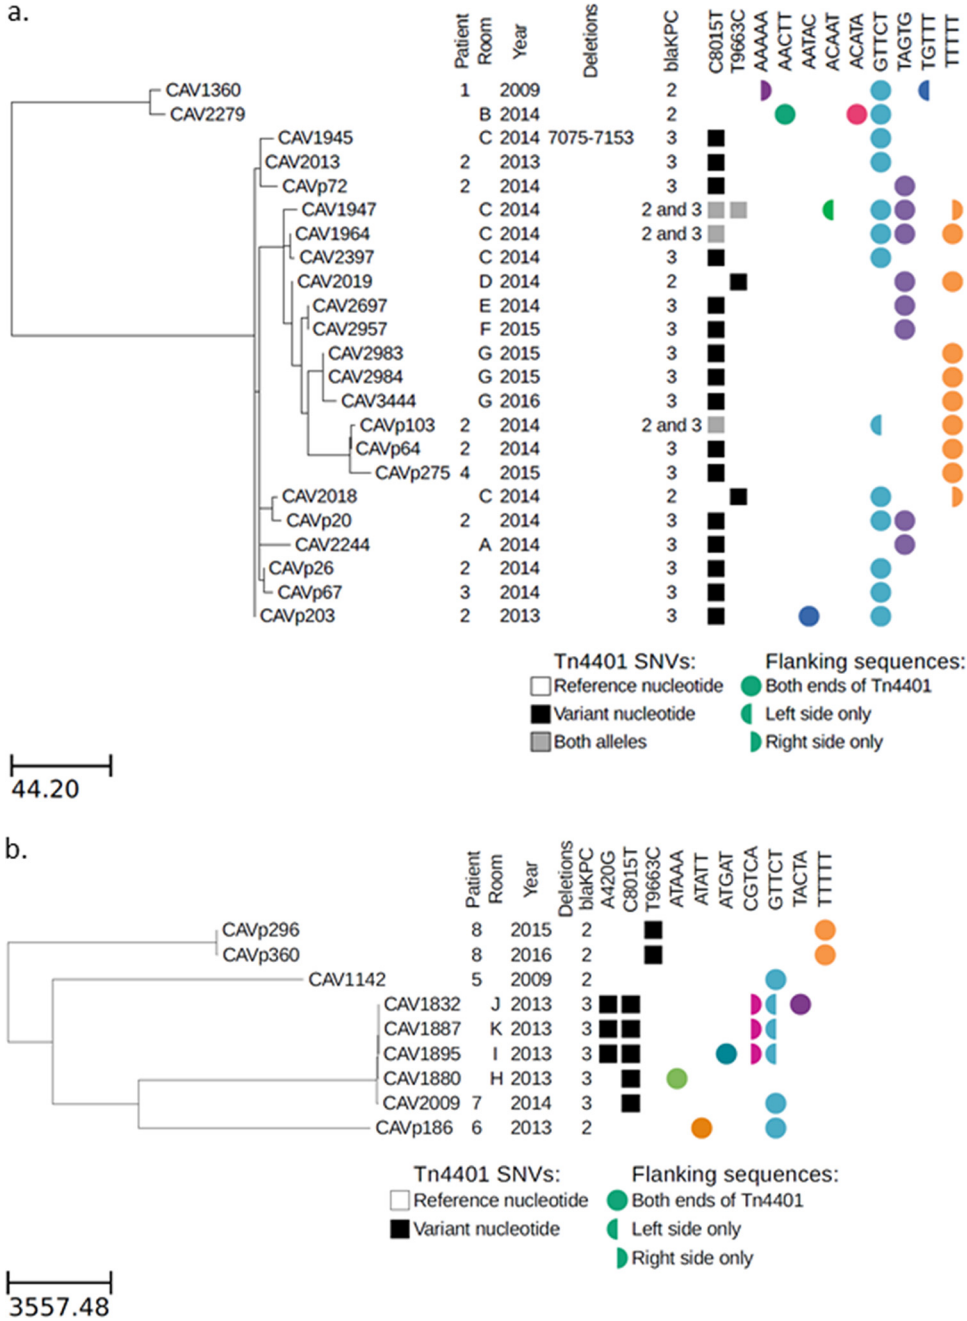 a.
Patient Room Year Deletions blaKPC C8015T T9663C AAAAA AACTT AATAC ACAAT ACATA GTTCT TAGTG TGTTT TTTTT
CAV1360 1 2009 2
CAV2279 B 2014 2
CAV1945 C 2014 7075-7153 3
CAV2013 2 2013 3
CAVp72 2 2014 3
CAV1947 C 2014 2 and 3
CAV1964 C 2014 2 and 3
CAV2397 C 2014 3
CAV2019 D 2014 2
CAV2697 E 2014 3
CAV2957 F 2015 3
CAV2983 G 2015 3
CAV2984 G 2015 3
CAV3444 G 2016 3
CAVp103 2 2014 2 and 3
CAVp64 2 2014 3
CAVp275 4 2015 3
CAV2018 C 2014 2
CAVp20 2 2014 3
CAV2244 A 2014 3
CAVp26 2 2014 3
CAVp67 3 2014 3
CAVp203 2 2013 3
Tn4401 SNVs: Flanking sequences:
Reference nucleotide Both ends of Tn4401
Variant nucleotide Left side only
Both alleles Right side only
44.20
b.
Patient Room Year Deletions blaKPC A420G C8015T T9663C ATAAA ATATT ATGAT CGTCA GTTCT TACTA TTTTT
CAVp296 8 2015 2
CAVp360 8 2016 2
CAV1142 5 2009 2
CAV1832 J 2013 3
CAV1887 K 2013 3
CAV1895 I 2013 3
CAV1880 H 2013 3
CAV2009 7 2014 3
CAVp186 6 2013 2
Tn4401 SNVs: Flanking sequences:
Reference nucleotide Both ends of Tn4401
Variant nucleotide Left side only
Right side only
3557.48